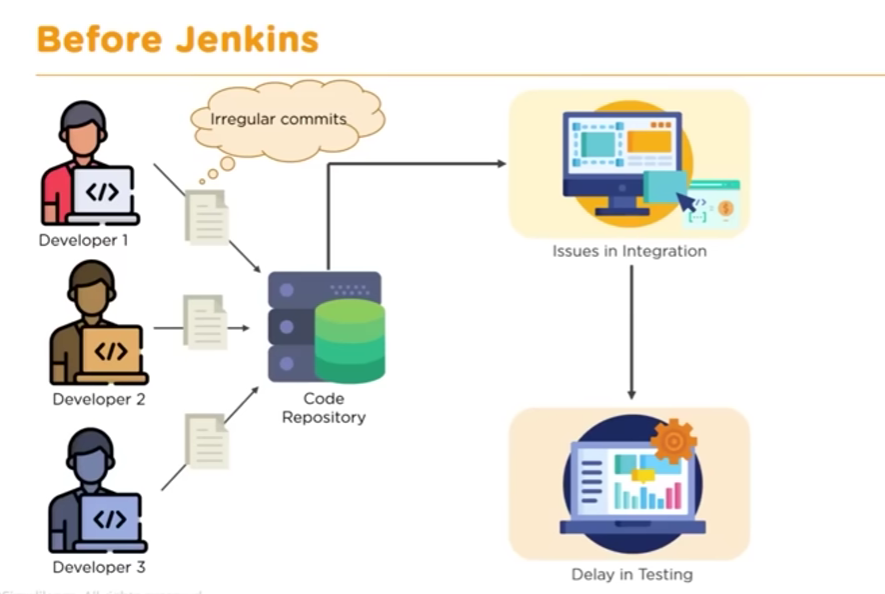 Before Jenkins
Irregular commits
</>
Developer 1
Issues in Integration
</>
Developer 2
Code
Repository
</>
Developer 3
Delay in Testing